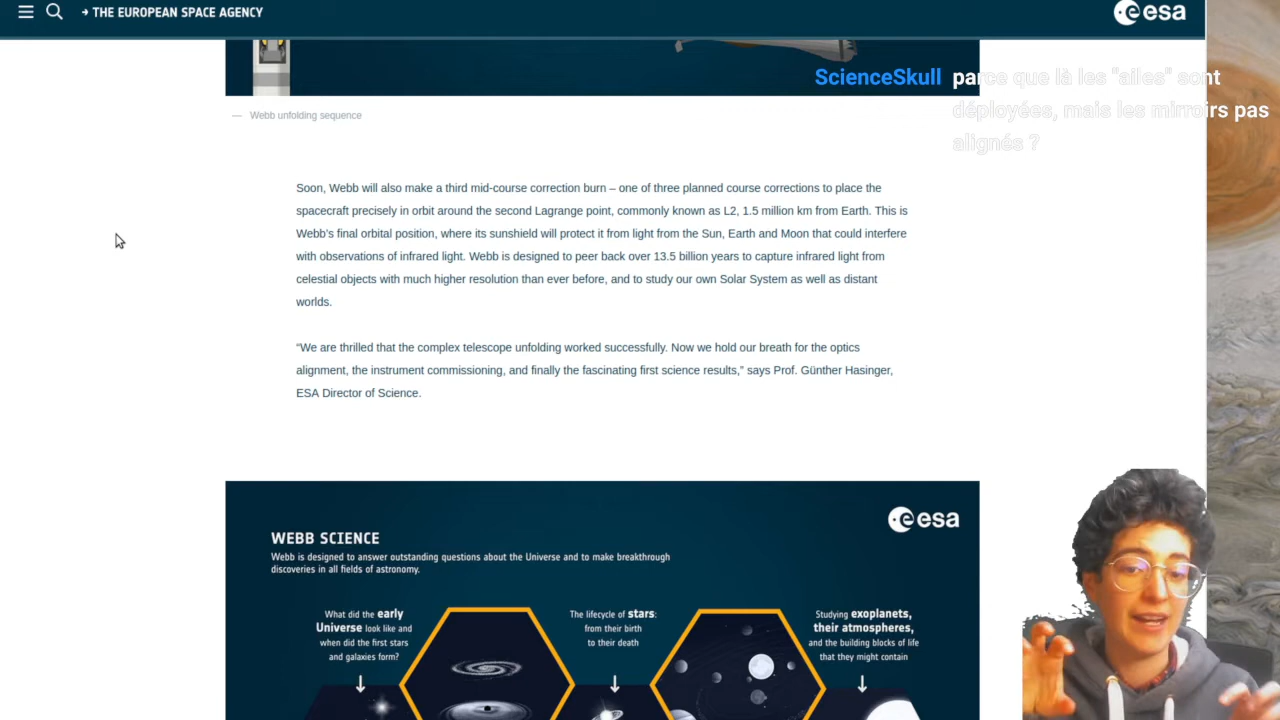 → THE EUROPEAN SPACE AGENCY
esa
ScienceSkull parce que là les "ailes" sont
déployées, mais les mirroirs pas
alignés ?
— Webb unfolding sequence
Soon, Webb will also make a third mid-course correction burn – one of three planned course corrections to place the
spacecraft precisely in orbit around the second Lagrange point, commonly known as L2, 1.5 million km from Earth. This is
Webb's final orbital position, where its sunshield will protect it from light from the Sun, Earth and Moon that could interfere
with observations of infrared light. Webb is designed to peer back over 13.5 billion years to capture infrared light from
celestial objects with much higher resolution than ever before, and to study our own Solar System as well as distant
worlds.
“We are thrilled that the complex telescope unfolding worked successfully. Now we hold our breath for the optics
alignment, the instrument commissioning, and finally the fascinating first science results,” says Prof. Günther Hasinger,
ESA Director of Science.
esa
WEBB SCIENCE
Webb is designed to answer outstanding questions about the Universe and to make breakthrough
discoveries in all fields of astronomy.
What did the early
Universe look like and
when did the first stars
and galaxies form?
The lifecycle of stars:
from their birth
to their death
Studying exoplanets,
their atmospheres,
and the building blocks of life
that they might contain